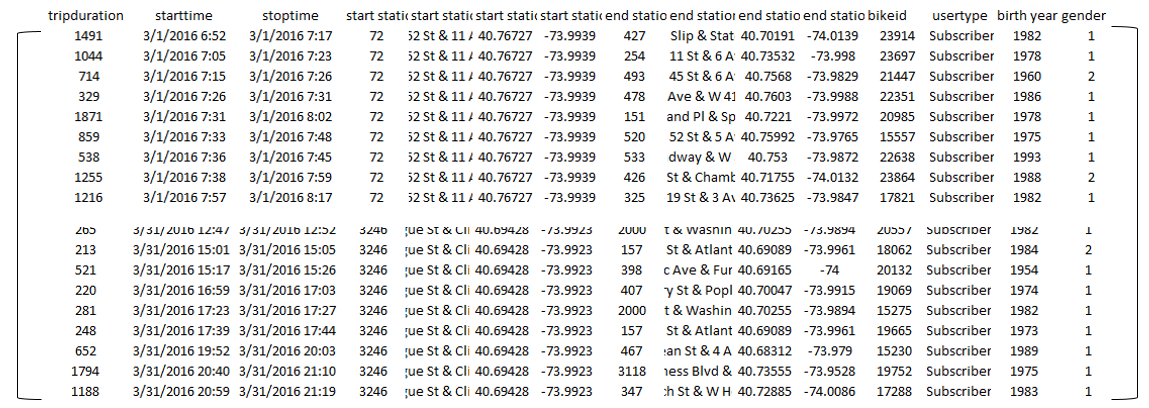 tripduration starttime stoptime start static start static start static start static end statio end station end statio end statio bikeid usertype birth year gender
1491 3/1/2016 6:52 3/1/2016 7:17 72 52 St & 11 A 40.76727 -73.9939 427 Slip & Stat 40.70191 -74.0139 23914 Subscriber 1982 1
1044 3/1/2016 7:05 3/1/2016 7:23 72 52 St & 11 A 40.76727 -73.9939 254 11 St & 6 A 40.73532 -73.998 23697 Subscriber 1978 1
714 3/1/2016 7:15 3/1/2016 7:26 72 52 St & 11 A 40.76727 -73.9939 493 45 St & 6 A 40.7568 -73.9829 21447 Subscriber 1960 2
329 3/1/2016 7:26 3/1/2016 7:31 72 52 St & 11 A 40.76727 -73.9939 478 Ave & W 41 40.7603 -73.9988 22351 Subscriber 1986 1
1871 3/1/2016 7:31 3/1/2016 8:02 72 52 St & 11 A 40.76727 -73.9939 151 and Pl & Sp 40.7221 -73.9972 20985 Subscriber 1978 1
859 3/1/2016 7:33 3/1/2016 7:48 72 52 St & 11 A 40.76727 -73.9939 520 52 St & 5 A 40.75992 -73.9765 15557 Subscriber 1975 1
538 3/1/2016 7:36 3/1/2016 7:45 72 52 St & 11 A 40.76727 -73.9939 533 dway & W 40.753 -73.9872 22638 Subscriber 1993 1
1255 3/1/2016 7:38 3/1/2016 7:59 72 52 St & 11 A 40.76727 -73.9939 426 St & Chamb 40.71755 -74.0132 23864 Subscriber 1988 2
1216 3/1/2016 7:57 3/1/2016 8:17 72 52 St & 11 A 40.76727 -73.9939 325 19 St & 3 Av 40.73625 -73.9847 17821 Subscriber 1982 1
265 3/31/2016 12:47 3/31/2016 12:52 3246 gue St & Cli 40.69428 -73.9923 2000 t & Washin 40.70255 -73.9894 20557 Subscriber 1982 1
213 3/31/2016 15:01 3/31/2016 15:05 3246 gue St & Cli 40.69428 -73.9923 157 St & Atlant 40.69089 -73.9961 18062 Subscriber 1984 2
521 3/31/2016 15:17 3/31/2016 15:26 3246 gue St & Cli 40.69428 -73.9923 398 c Ave & Fur 40.69165 -74 20132 Subscriber 1954 1
220 3/31/2016 16:59 3/31/2016 17:03 3246 gue St & Cli 40.69428 -73.9923 407 ry St & Popl 40.70047 -73.9915 19069 Subscriber 1974 1
281 3/31/2016 17:23 3/31/2016 17:27 3246 gue St & Cli 40.69428 -73.9923 2000 t & Washin 40.70255 -73.9894 15275 Subscriber 1982 1
248 3/31/2016 17:39 3/31/2016 17:44 3246 gue St & Cli 40.69428 -73.9923 157 St & Atlant 40.69089 -73.9961 19665 Subscriber 1973 1
652 3/31/2016 19:52 3/31/2016 20:03 3246 gue St & Cli 40.69428 -73.9923 467 ean St & 4 A 40.68312 -73.979 15230 Subscriber 1989 1
1794 3/31/2016 20:40 3/31/2016 21:10 3246 gue St & Cli 40.69428 -73.9923 3118 ness Blvd & 40.73555 -73.9528 19752 Subscriber 1975 1
1188 3/31/2016 20:59 3/31/2016 21:19 3246 gue St & Cli 40.69428 -73.9923 347 ch St & W H 40.72885 -74.0086 17288 Subscriber 1983 1